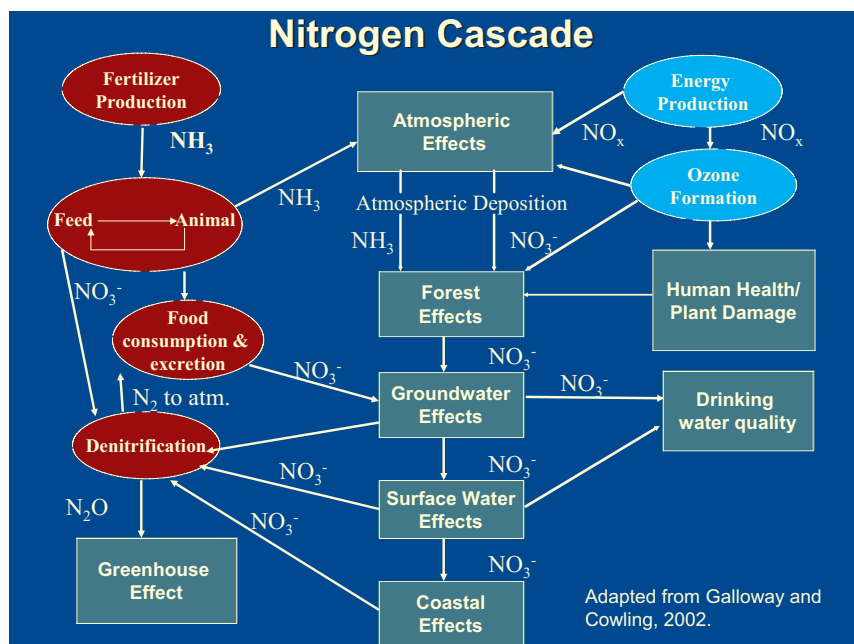 Nitrogen Cascade
Fertilizer
Production
NH₃
Feed
Animal
NH₃
NO₃⁻
Food
consumption &
excretion
NO₃⁻
N₂ to atm.
Denitrification
N₂O
Greenhouse
Effect
Atmospheric
Effects
Atmospheric Deposition
NH₃
NO₃⁻
Forest
Effects
NO₃⁻
Groundwater
Effects
NO₃⁻
NO₃⁻
Surface Water
Effects
NO₃⁻
NO₃⁻
NO₃⁻
Coastal
Effects
Energy
Production
NOₓ
NOₓ
Ozone
Formation
Human Health/
Plant Damage
Drinking
water quality
Adapted from Galloway and
Cowling, 2002.